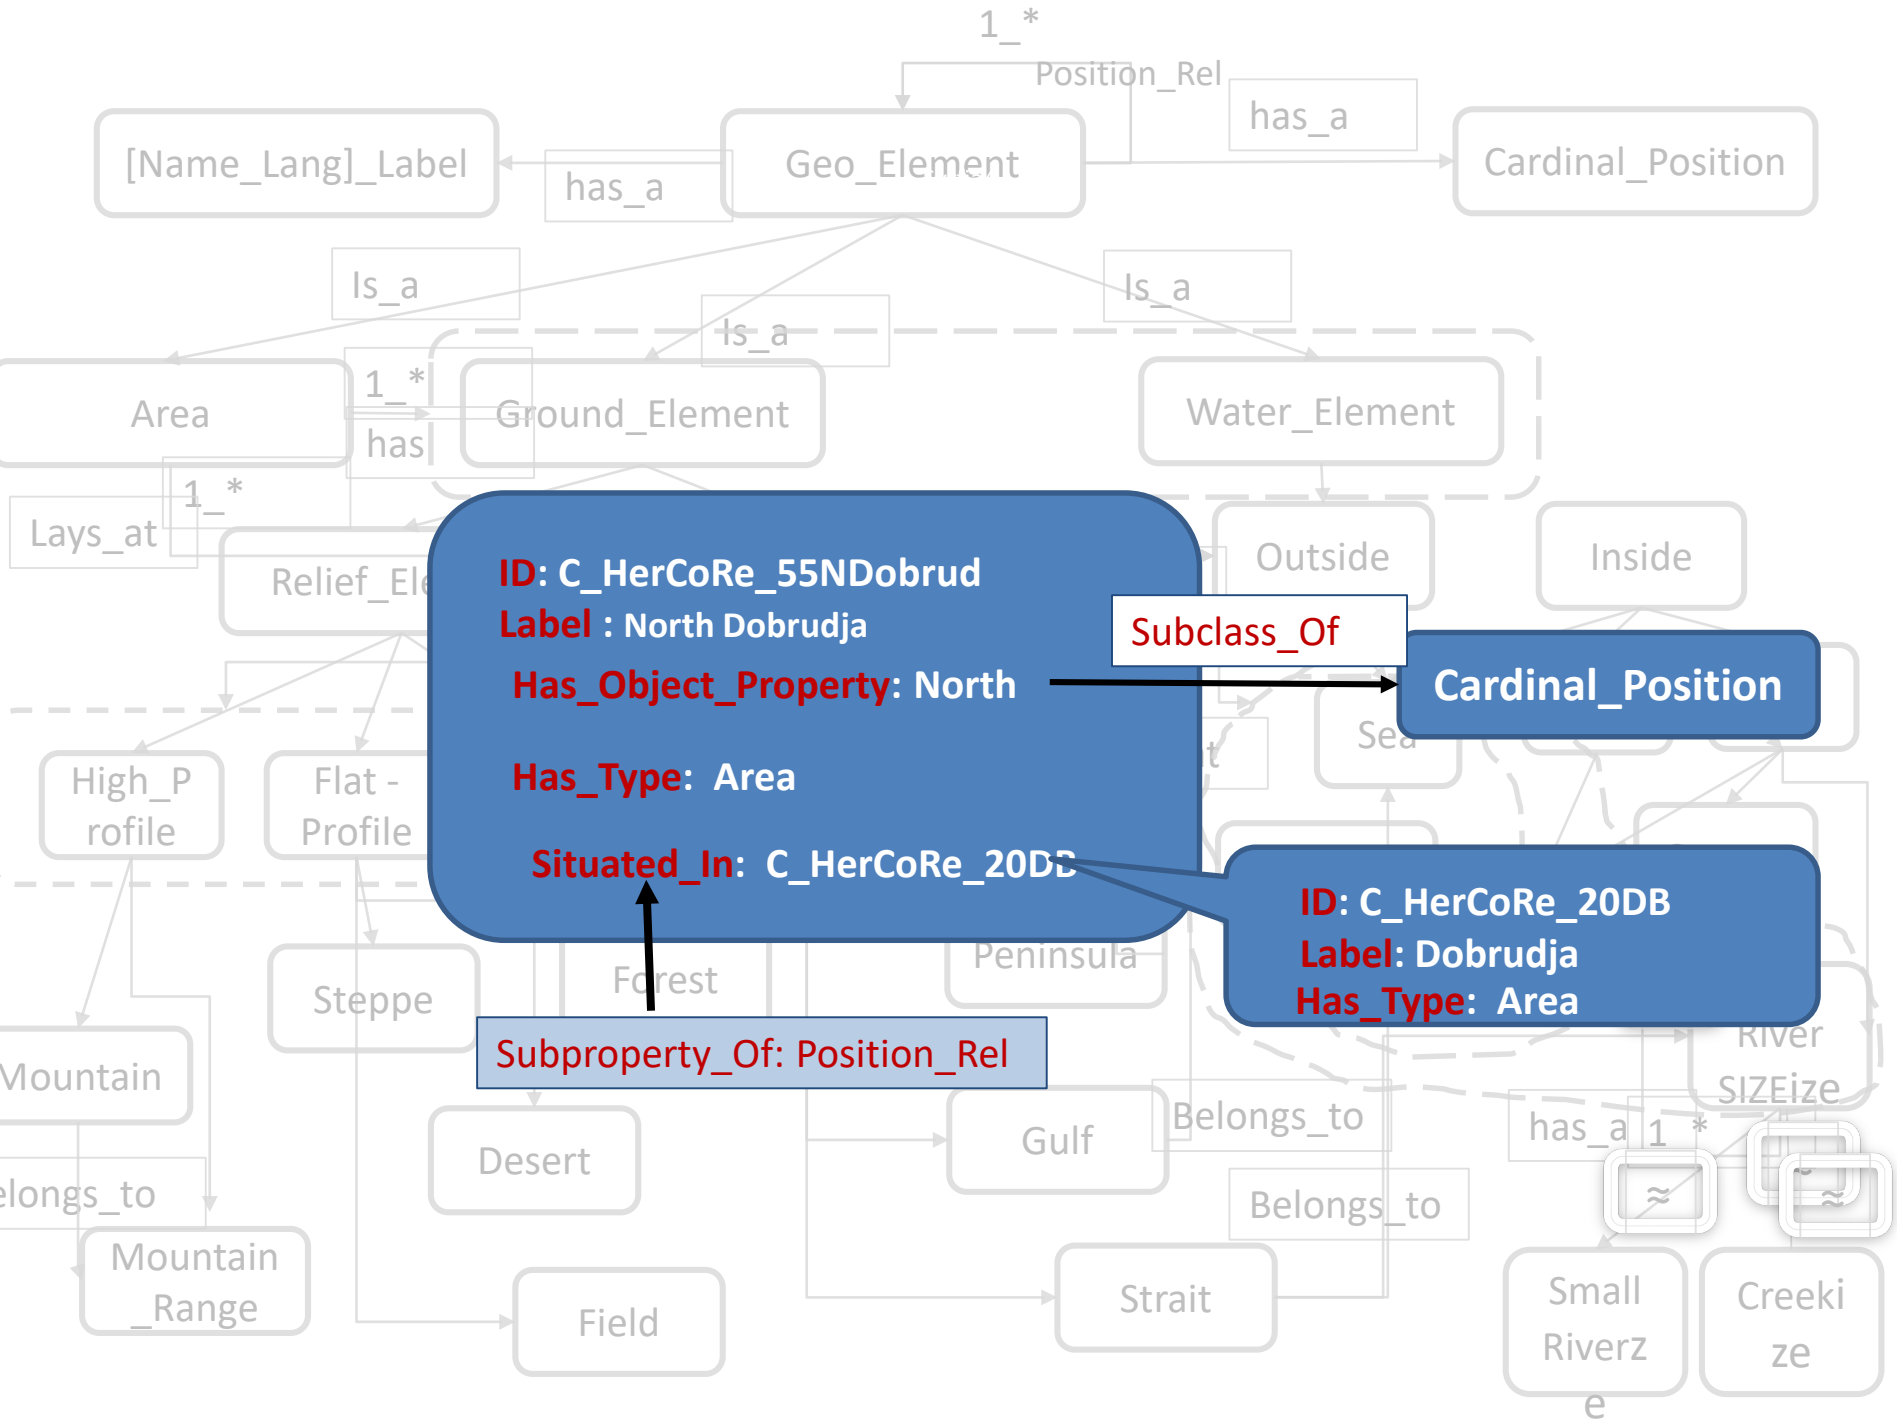 1_*
Position_Rel
has_a
[Name_Lang]_Label
has_a
Geo_Element
Cardinal_Position
Is_a
Is_a
Is_a
Area
1_*
has
Ground_Element
Water_Element
1_*
Lays_at
Relief_Ele
Outside
Inside
ID: C_HerCoRe_55NDobrud
Label : North Dobrudja
Has_Object_Property: North
Has_Type: Area
Situated_In: C_HerCoRe_20DB
Subclass_Of
Cardinal_Position
Sea
t
High_P
rofile
Flat -
Profile
ID: C_HerCoRe_20DB
Label: Dobrudja
Has_Type: Area
Steppe
Forest
Peninsula
Subproperty_Of: Position_Rel
River
SIZEize
Mountain
Desert
Gulf
Belongs_to
has_a
1_*
≈
≈
≈
elongs_to
Belongs_to
Mountain
_Range
Field
Strait
Small
Riverz
e
Creeki
ze